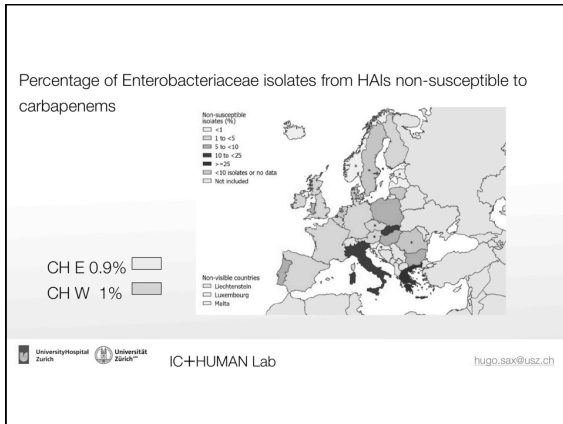 Percentage of Enterobacteriaceae isolates from HAIs non-susceptible to
carbapenems
Non-susceptible
isolates (%)
<1
1 to <5
5 to <10
10 to <25
>=25
<10 isolates or no data
Not included
CH E 0.9%
CH W 1%
Non-visible countries
Liechtenstein
Luxembourg
Malta
UniversityHospital
Zurich
Universität
Zürich
IC+HUMAN Lab
hugo.sax@usz.ch